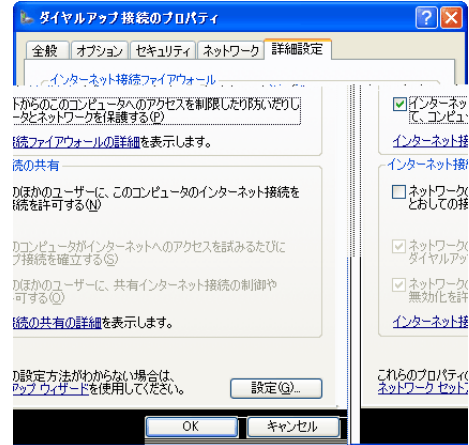 ダイヤルアップ接続のプロパティ
全般 オプション セキュリティ ネットワーク 詳細設定
インターネット接続ファイアウォール
トからのこのコンピュータへのアクセスを制限したり防いだりし
ータとネットワークを保護する(P)
接続ファイアウォールの詳細を表示します。
続の共有
のほかのユーザーに、このコンピュータのインターネット接続を
接続を許可する(N)
のコンピュータがインターネットへのアクセスを試みるたびに
プ接続を確立する(S)
のほかのユーザーに、共有インターネット接続の制御や
可する(O)
接続の共有の詳細を表示します。
の設定方法がわからない場合は、
アップ ウィザードを使用してください。
設定(G)...
OK キャンセル
インターネッ
て、コンピュ
インターネット接
インターネット接
ネットワークの
とおしての接
ネットワークの
ダイヤルアッ
ネットワークの
無効化を許
インターネット接
これらのプロパティの
ネットワーク セット